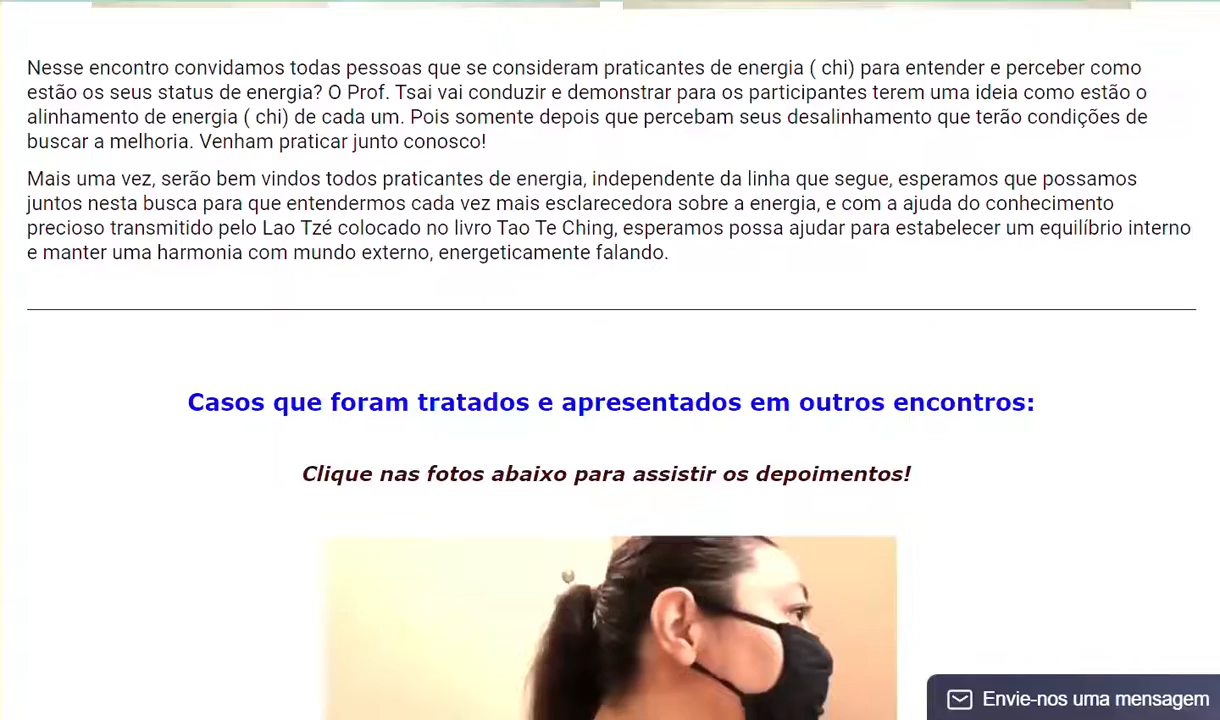 Nesse encontro convidamos todas pessoas que se consideram praticantes de energia ( chi) para entender e perceber como
estão os seus status de energia? O Prof. Tsai vai conduzir e demonstrar para os participantes terem uma ideia como estão o
alinhamento de energia ( chi) de cada um. Pois somente depois que percebam seus desalinhamento que terão condições de
buscar a melhoria. Venham praticar junto conosco!
Mais uma vez, serão bem vindos todos praticantes de energia, independente da linha que segue, esperamos que possamos
juntos nesta busca para que entendermos cada vez mais esclarecedora sobre a energia, e com a ajuda do conhecimento
precioso transmitido pelo Lao Tzé colocado no livro Tao Te Ching, esperamos possa ajudar para estabelecer um equilíbrio interno
e manter uma harmonia com mundo externo, energeticamente falando.
Casos que foram tratados e apresentados em outros encontros:
Clique nas fotos abaixo para assistir os depoimentos!
Envie-nos uma mensagem